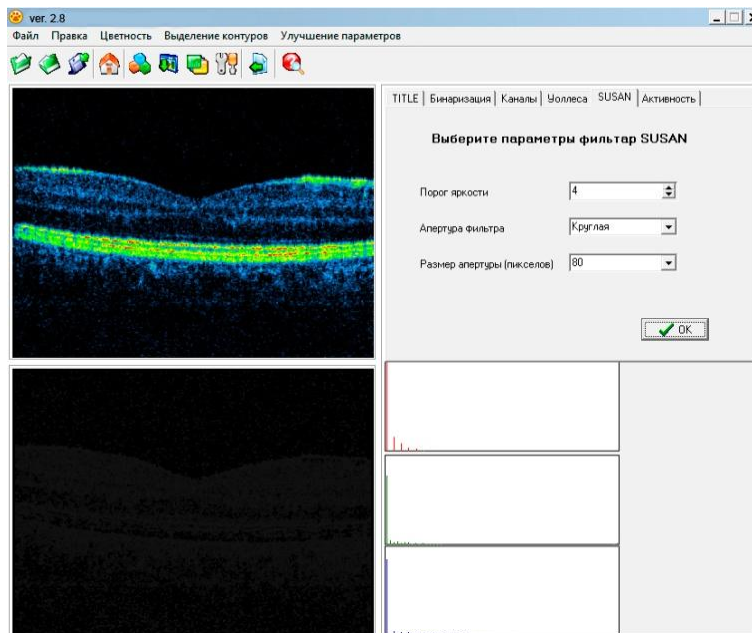 ver. 2.8
Файл Правка Цветность Выделение контуров Улучшение параметров
TITLE Бинаризация Каналы Уоллеса SUSAN Активность
Выберите параметры фильтар SUSAN
Порог яркости 4
Апертура фильтра Круглая
Размер апертуры (пикселов) 80
OK